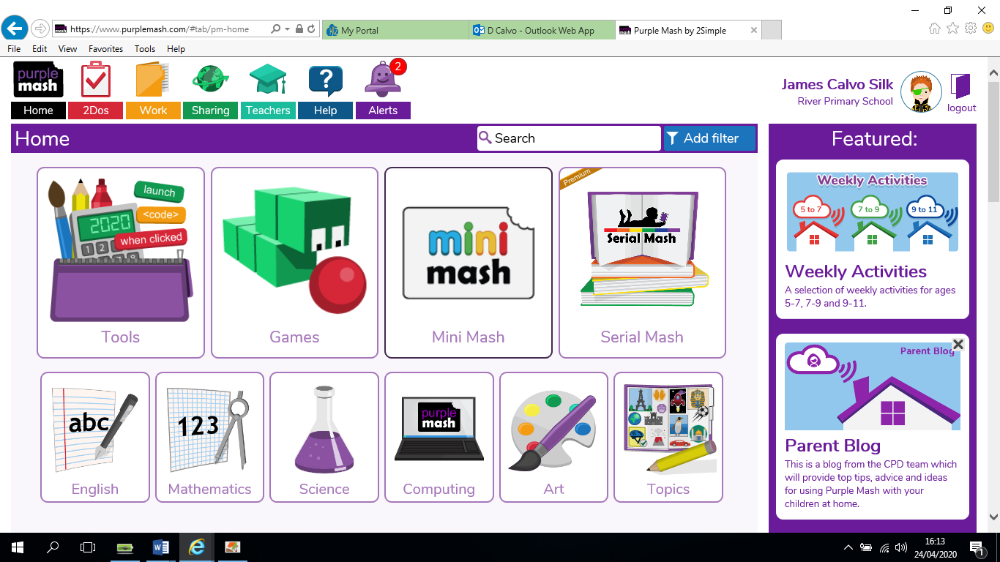 https://www.purplemash.com/#tab/pm-home
My Portal
D Calvo - Outlook Web App
Purple Mash by 2Simple
File Edit View Favorites Tools Help
purple
mash
2
Home
2Dos
Work
Sharing
Teachers
Help
Alerts
James Calvo Silk
River Primary School
logout
Home
Search
Add filter
launch
<code>
2020
when clicked
1 2
7 8 9
Tools
Games
mini
mash
Mini Mash
Premium
Serial Mash
Serial Mash
abc
English
123
Mathematics
Science
purple
mash
Computing
Art
Topics
Featured:
Weekly Activities
5 to 7
7 to 9
9 to 11
Weekly Activities
A selection of weekly activities for ages
5-7, 7-9 and 9-11.
Parent Blog
Parent Blog
This is a blog from the CPD team which
will provide top tips, advice and ideas
for using Purple Mash with your
children at home.
16:13
24/04/2020
1